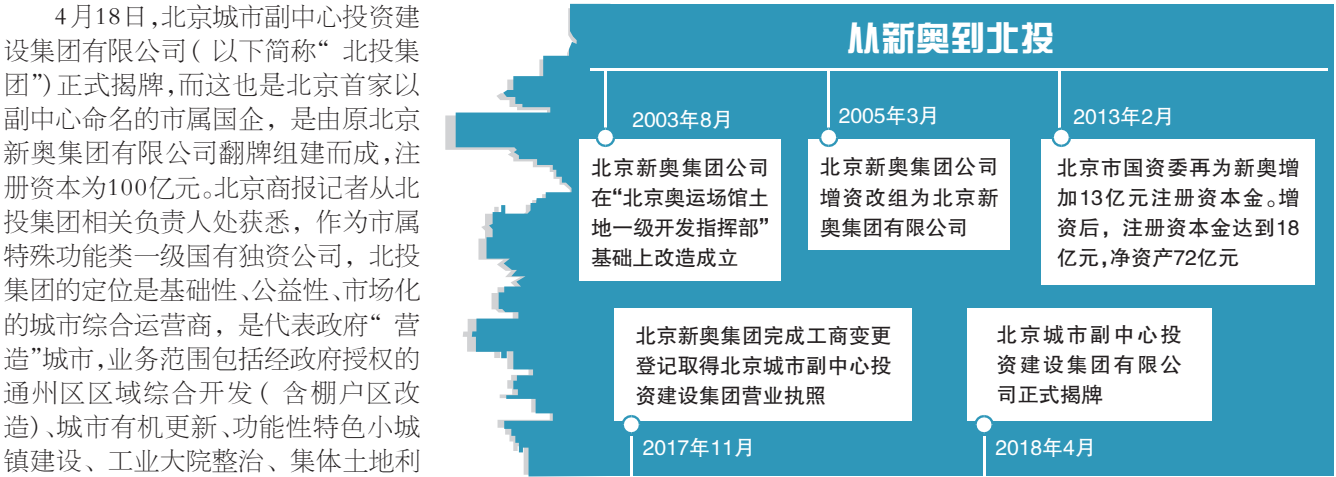 4月18日,北京城市副中心投资建
设集团有限公司(以下简称“北投集
团”)正式揭牌,而这也是北京首家以
副中心命名的市属国企，是由原北京
新奥集团有限公司翻牌组建而成,注
册资本为100亿元。北京商报记者从北
投集团相关负责人处获悉，作为市属
特殊功能类一级国有独资公司，北投
集团的定位是基础性、公益性、市场化
的城市综合运营商，是代表政府“营
造”城市,业务范围包括经政府授权的
通州区区域综合开发(含棚户区改
造)、城市有机更新、功能性特色小城
镇建设、工业大院整治、集体土地利
从新奥到北投
2003年8月
北京新奥集团公司
在“北京奥运场馆土
地一级开发指挥部”
基础上改造成立
2005年3月
北京新奥集团公司
增资改组为北京新
奥集团有限公司
2013年2月
北京市国资委再为新奥增
加13亿元注册资本金。增
资后，注册资本金达到18
亿元,净资产72亿元
北京新奥集团完成工商变更
登记取得北京城市副中心投
资建设集团营业执照
2017年11月
北京城市副中心投
资建设集团有限公
司正式揭牌
2018年4月